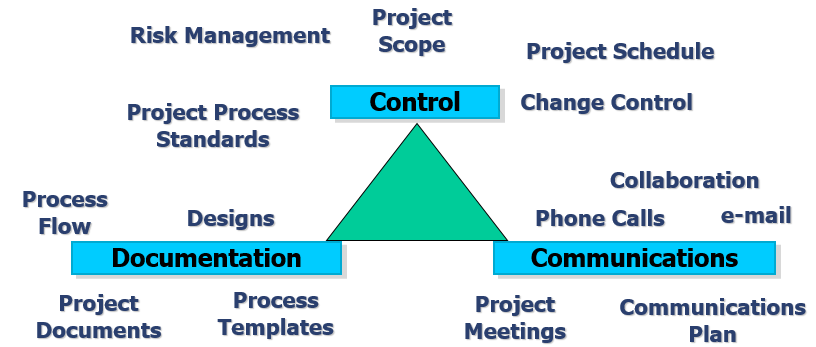 Risk Management
Project
Scope
Project Schedule
Control
Change Control
Project Process
Standards
Collaboration
Process
Flow
Designs
Phone Calls
e-mail
Documentation
Communications
Project
Documents
Process
Templates
Project
Meetings
Communications
Plan